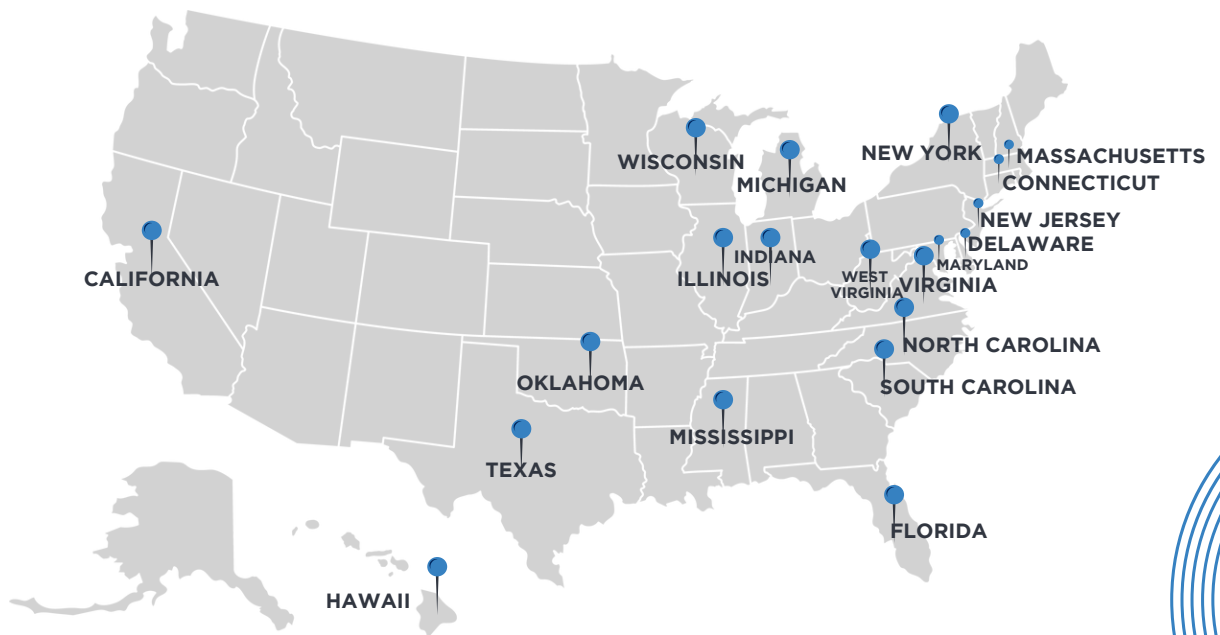 WISCONSIN
NEW YORK
MASSACHUSETTS
MICHIGAN
CONNECTICUT
NEW JERSEY
DELAWARE
INDIANA
MARYLAND
CALIFORNIA
ILLINOIS
WEST
VIRGINIA
VIRGINIA
NORTH CAROLINA
OKLAHOMA
SOUTH CAROLINA
MISSISSIPPI
TEXAS
FLORIDA
HAWAII